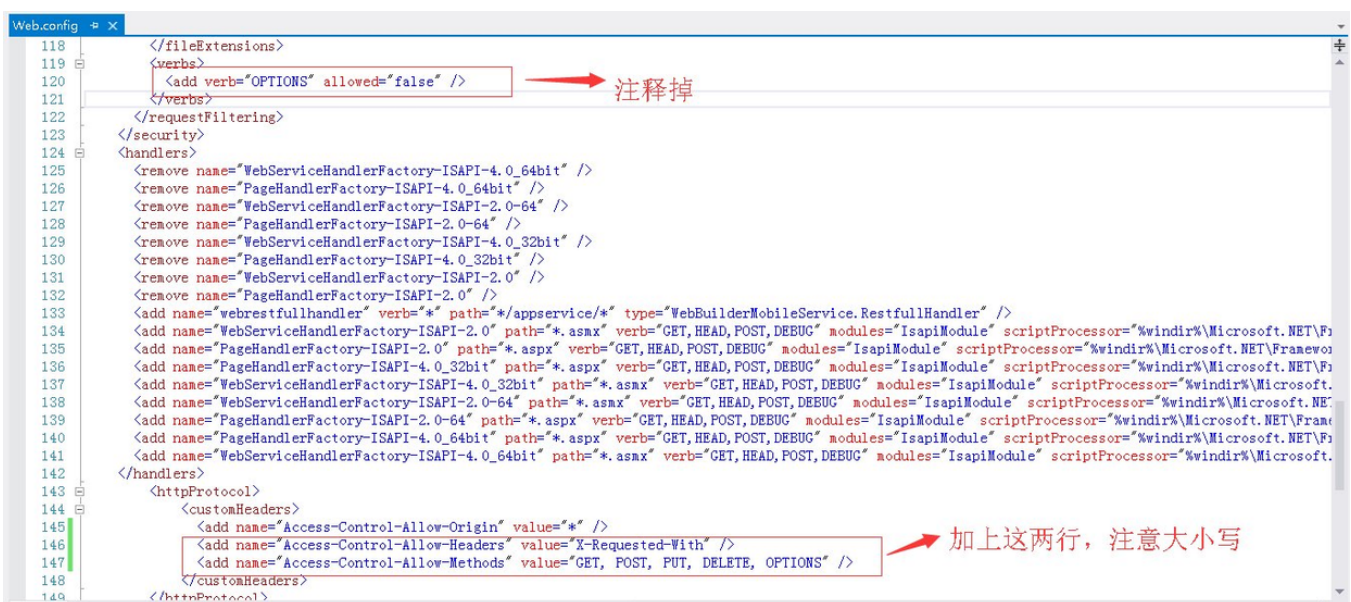 Web.config
118 </fileExtensions>
119 <verbs>
120 <add verb="OPTIONS" allowed="false" />
注释掉
121 </verbs>
122 </requestFiltering>
123 </security>
124 <handlers>
125 <remove name="WebServiceHandlerFactory-ISAPI-4.0_64bit" />
126 <remove name="PageHandlerFactory-ISAPI-4.0_64bit" />
127 <remove name="WebServiceHandlerFactory-ISAPI-2.0-64" />
128 <remove name="PageHandlerFactory-ISAPI-2.0-64" />
129 <remove name="WebServiceHandlerFactory-ISAPI-4.0_32bit" />
130 <remove name="PageHandlerFactory-ISAPI-4.0_32bit" />
131 <remove name="WebServiceHandlerFactory-ISAPI-2.0" />
132 <remove name="PageHandlerFactory-ISAPI-2.0" />
133 <add name="webrestfullhandler" verb="*" path="*/appservice/*" type="WebBuilderMobileService.RestfullHandler" />
134 <add name="WebServiceHandlerFactory-ISAPI-2.0" path="*.asmx" verb="GET,HEAD,POST,DEBUG" modules="IsapiModule" scriptProcessor="%windir%\Microsoft.NET\Fr
135 <add name="PageHandlerFactory-ISAPI-2.0" path="*.aspx" verb="GET,HEAD,POST,DEBUG" modules="IsapiModule" scriptProcessor="%windir%\Microsoft.NET\Framewor
136 <add name="PageHandlerFactory-ISAPI-4.0_32bit" path="*.aspx" verb="GET,HEAD,POST,DEBUG" modules="IsapiModule" scriptProcessor="%windir%\Microsoft.NET\Fr
137 <add name="WebServiceHandlerFactory-ISAPI-4.0_32bit" path="*.asmx" verb="GET,HEAD,POST,DEBUG" modules="IsapiModule" scriptProcessor="%windir%\Microsoft.
138 <add name="WebServiceHandlerFactory-ISAPI-2.0-64" path="*.asmx" verb="GET,HEAD,POST,DEBUG" modules="IsapiModule" scriptProcessor="%windir%\Microsoft.NET
139 <add name="PageHandlerFactory-ISAPI-2.0-64" path="*.aspx" verb="GET,HEAD,POST,DEBUG" modules="IsapiModule" scriptProcessor="%windir%\Microsoft.NET\Frame
140 <add name="PageHandlerFactory-ISAPI-4.0_64bit" path="*.aspx" verb="GET,HEAD,POST,DEBUG" modules="IsapiModule" scriptProcessor="%windir%\Microsoft.NET\Fr
141 <add name="WebServiceHandlerFactory-ISAPI-4.0_64bit" path="*.asmx" verb="GET,HEAD,POST,DEBUG" modules="IsapiModule" scriptProcessor="%windir%\Microsoft.
142 </handlers>
143 <httpProtocol>
144 <customHeaders>
145 <add name="Access-Control-Allow-Origin" value="*" />
146 <add name="Access-Control-Allow-Headers" value="X-Requested-With" />
加上这两行，注意大小写
147 <add name="Access-Control-Allow-Methods" value="GET, POST, PUT, DELETE, OPTIONS" />
148 </customHeaders>
149 </httpProtocol>